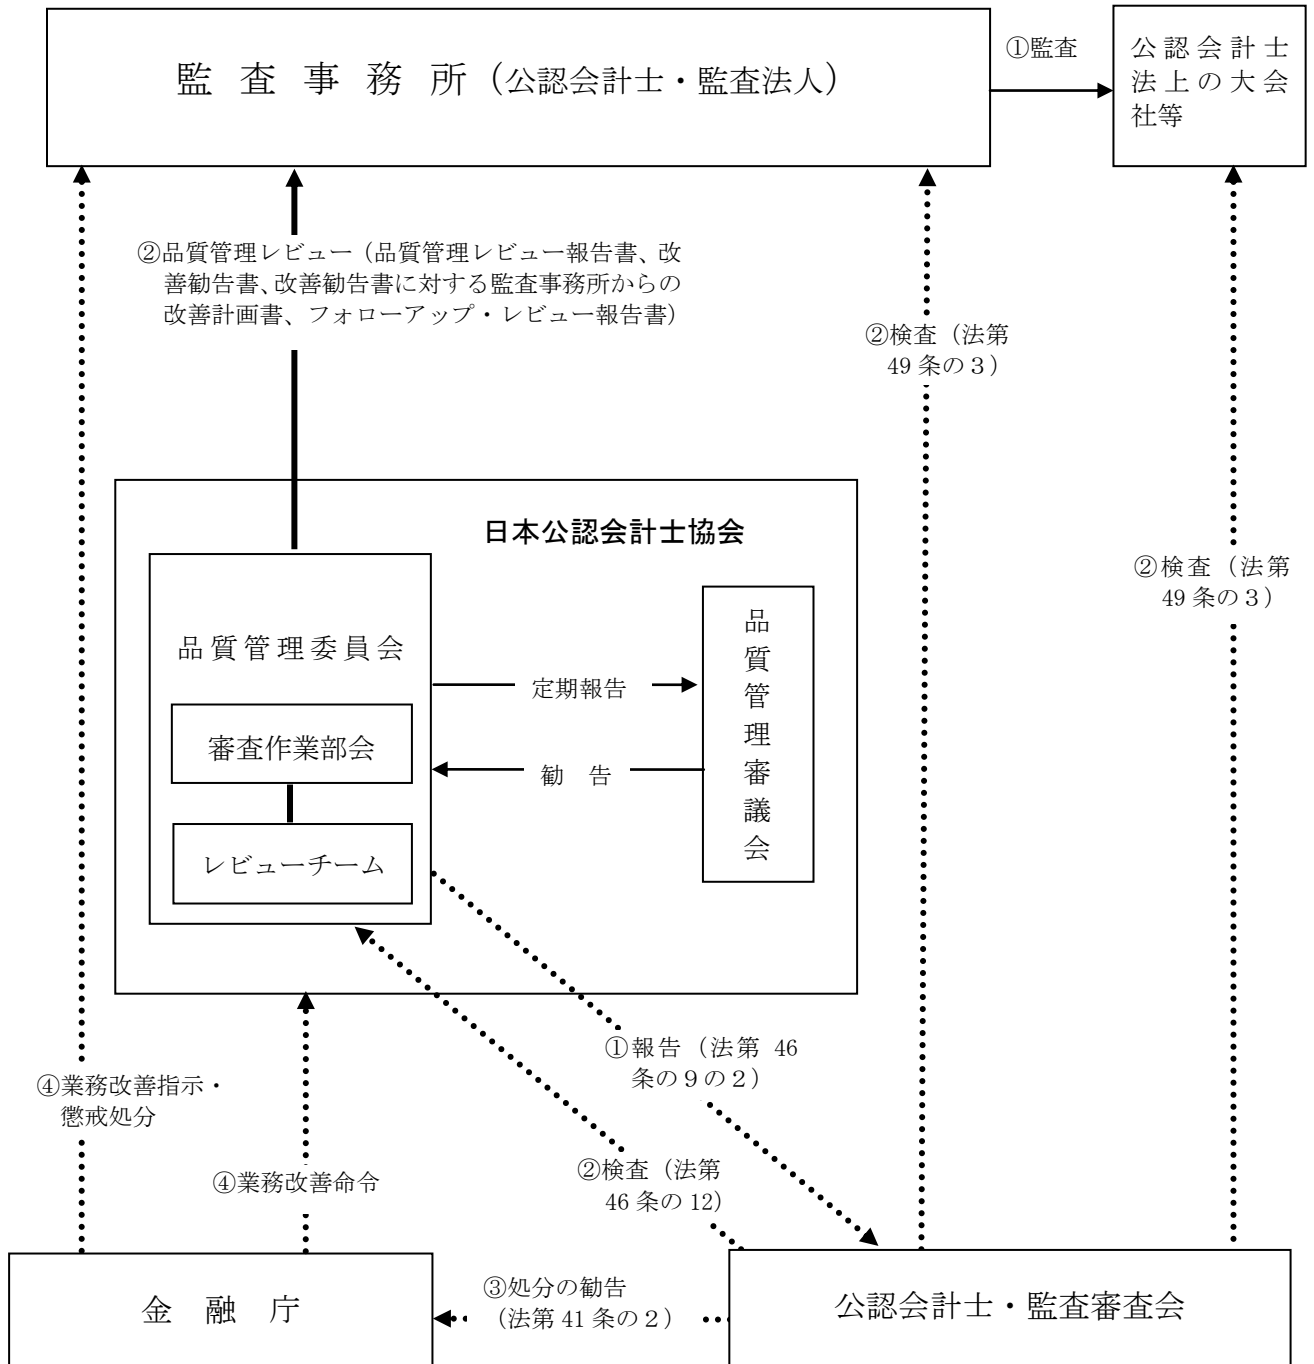 監査事務所（公認会計士・監査法人）
①監査
公認会計士
法上の大会
社等
②品質管理レビュー（品質管理レビュー報告書、改
善勧告書、改善勧告書に対する監査事務所からの
改善計画書、フォローアップ・レビュー報告書）
②検査（法第
49 条の３）
日本公認会計士協会
②検査（法第
49 条の３）
品質管理委員会
定期報告
品質管理審議会
審査作業部会
勧　告
レビューチーム
①報告（法第 46
条の９の２）
④業務改善指示・
懲戒処分
④業務改善命令
②検査（法第
46 条の 12）
③処分の勧告
（法第 41 条の２）
金融庁
公認会計士・監査審査会